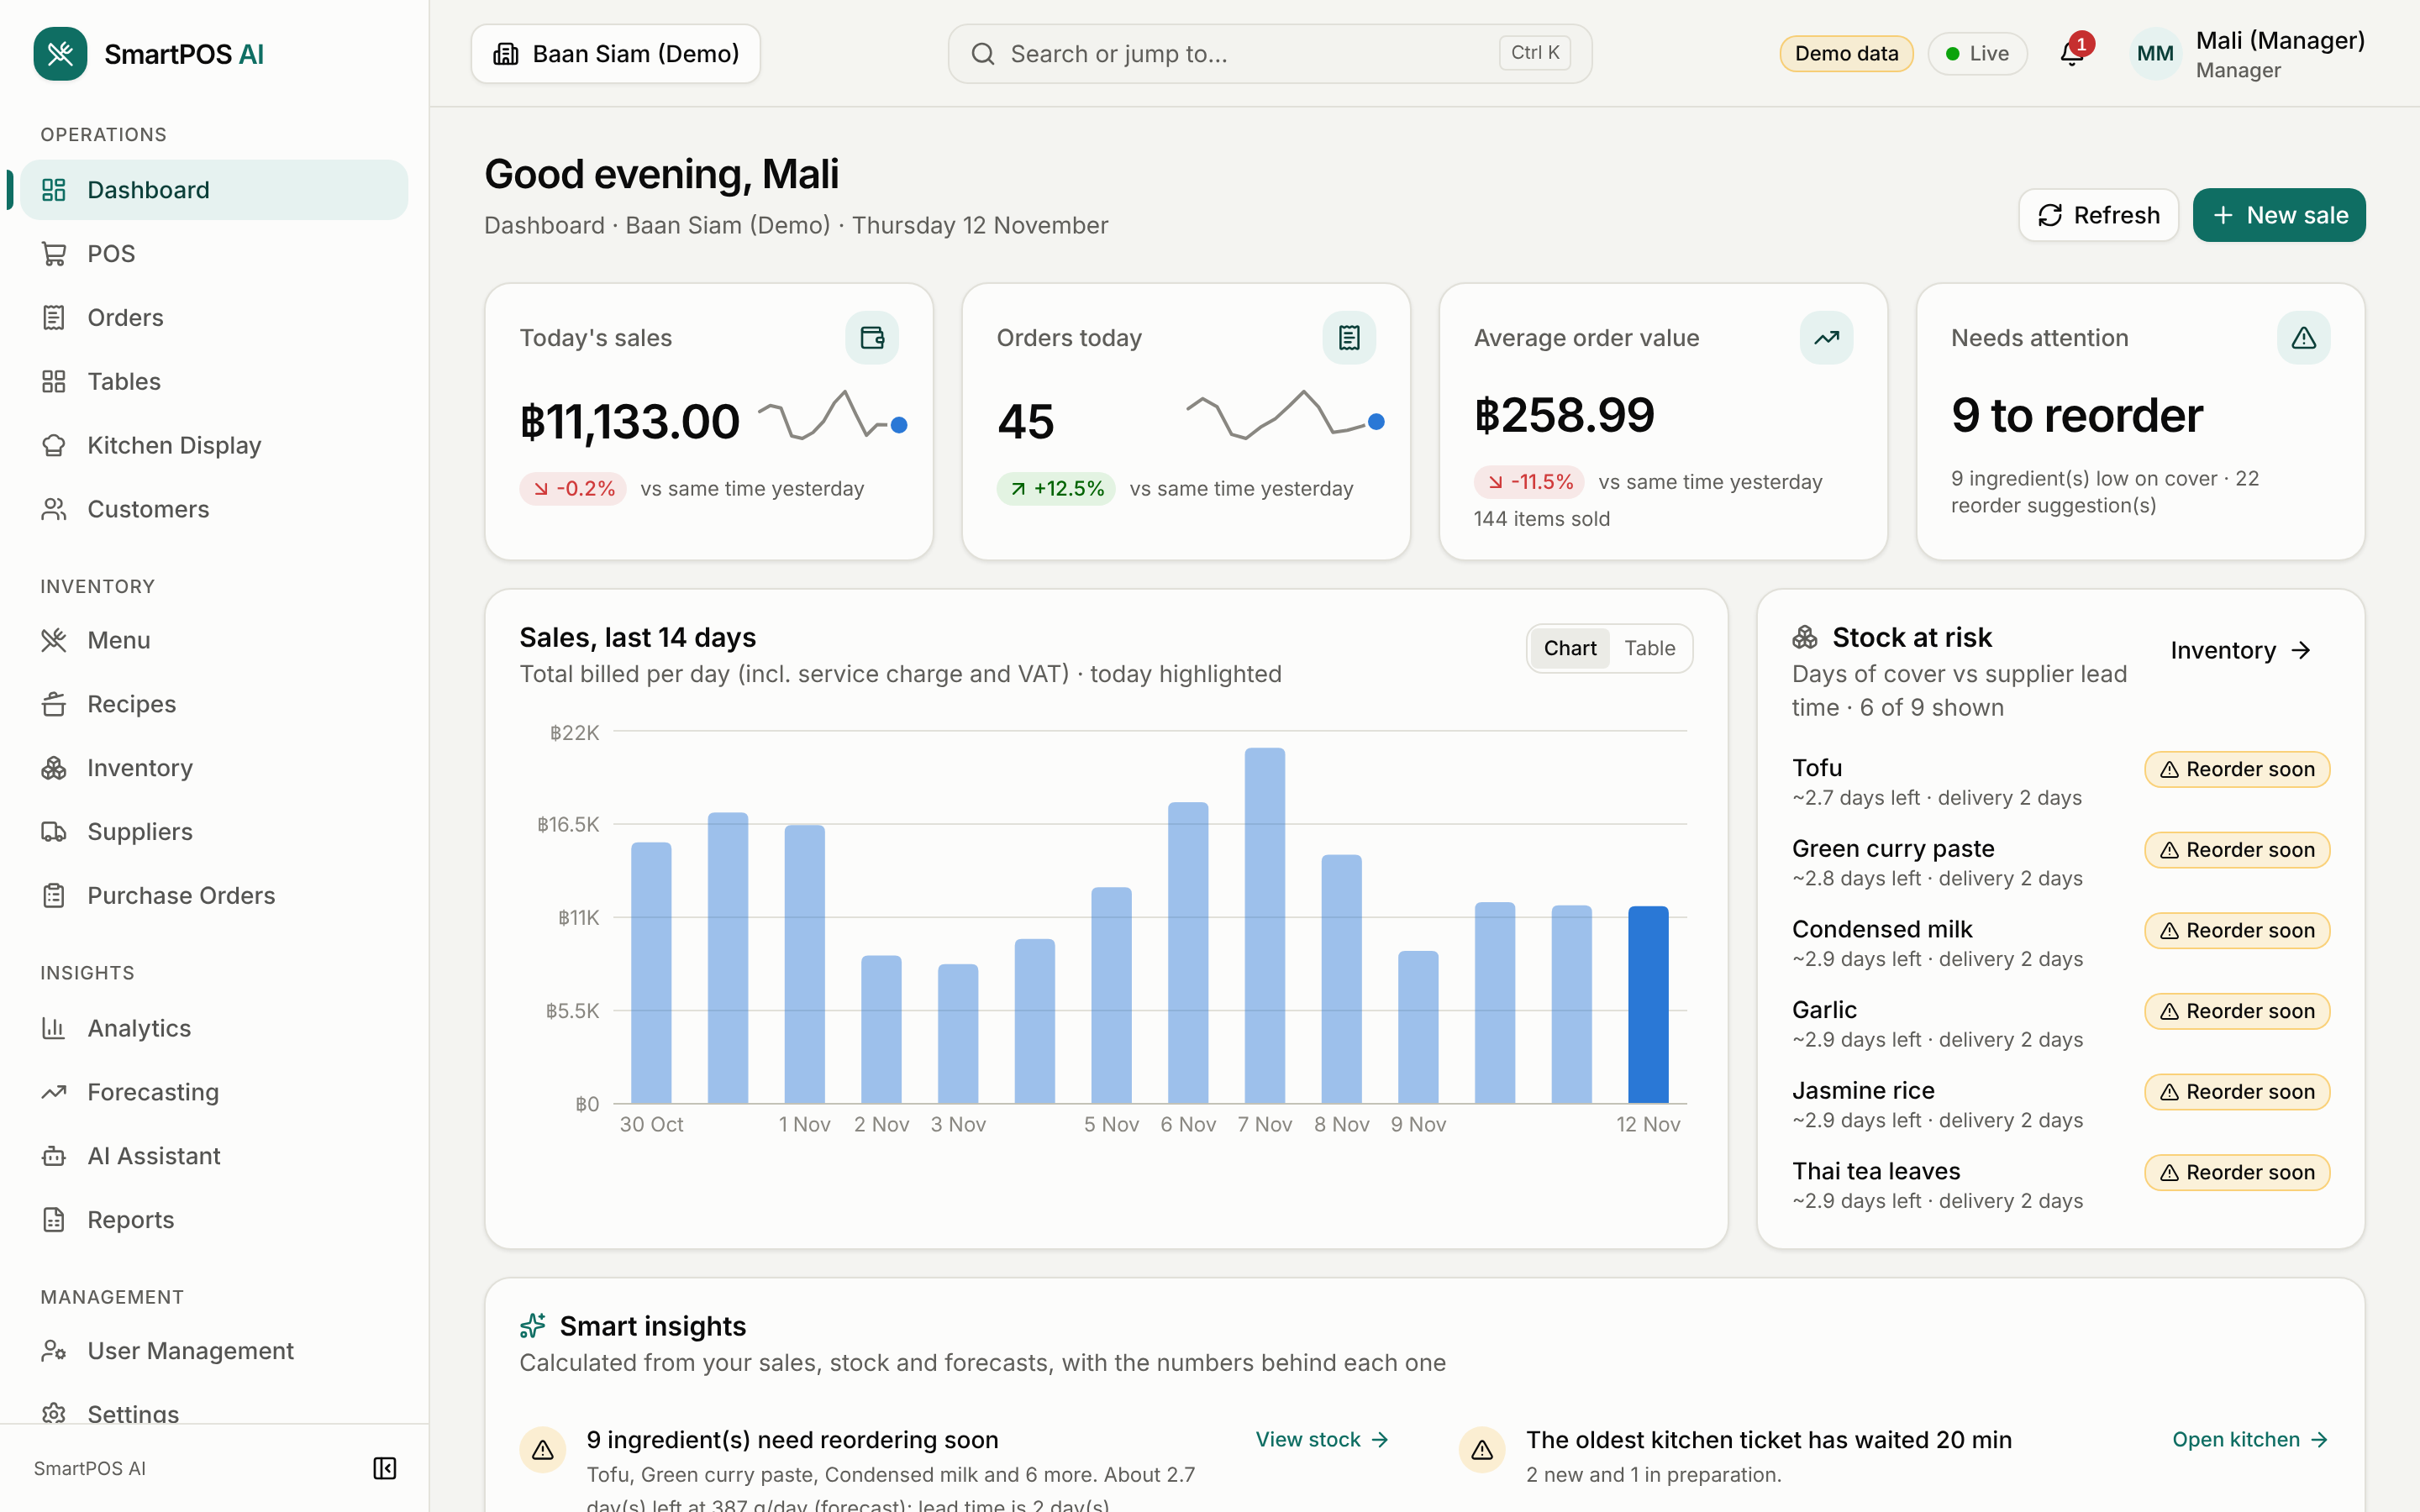 SmartPOS AI
OPERATIONS
Dashboard
POS
Orders
Tables
Kitchen Display
Customers
INVENTORY
Menu
Recipes
Inventory
Suppliers
Purchase Orders
INSIGHTS
Analytics
Forecasting
AI Assistant
Reports
MANAGEMENT
User Management
Settings
SmartPOS AI
Baan Siam (Demo)
Search or jump to...
Ctrl K
Demo data
Live
1
MM
Mali (Manager)
Manager
Good evening, Mali
Dashboard · Baan Siam (Demo) · Thursday 12 November
Refresh
New sale
Today's sales
฿11,133.00
-0.2% vs same time yesterday
Orders today
45
+12.5% vs same time yesterday
Average order value
฿258.99
-11.5% vs same time yesterday
144 items sold
Needs attention
9 to reorder
9 ingredient(s) low on cover · 22
reorder suggestion(s)
Sales, last 14 days
Total billed per day (incl. service charge and VAT) · today highlighted
Chart
Table
฿22K
฿16.5K
฿11K
฿5.5K
฿0
30 Oct
1 Nov
2 Nov
3 Nov
5 Nov
6 Nov
7 Nov
8 Nov
9 Nov
12 Nov
Stock at risk
Inventory
Days of cover vs supplier lead
time · 6 of 9 shown
Tofu
~2.7 days left · delivery 2 days
Reorder soon
Green curry paste
~2.8 days left · delivery 2 days
Reorder soon
Condensed milk
~2.9 days left · delivery 2 days
Reorder soon
Garlic
~2.9 days left · delivery 2 days
Reorder soon
Jasmine rice
~2.9 days left · delivery 2 days
Reorder soon
Thai tea leaves
~2.9 days left · delivery 2 days
Reorder soon
Smart insights
Calculated from your sales, stock and forecasts, with the numbers behind each one
9 ingredient(s) need reordering soon
View stock
Tofu, Green curry paste, Condensed milk and 6 more. About 2.7
day(s) left at 387 g/day (forecast); lead time is 2 day(s).
The oldest kitchen ticket has waited 20 min
Open kitchen
2 new and 1 in preparation.